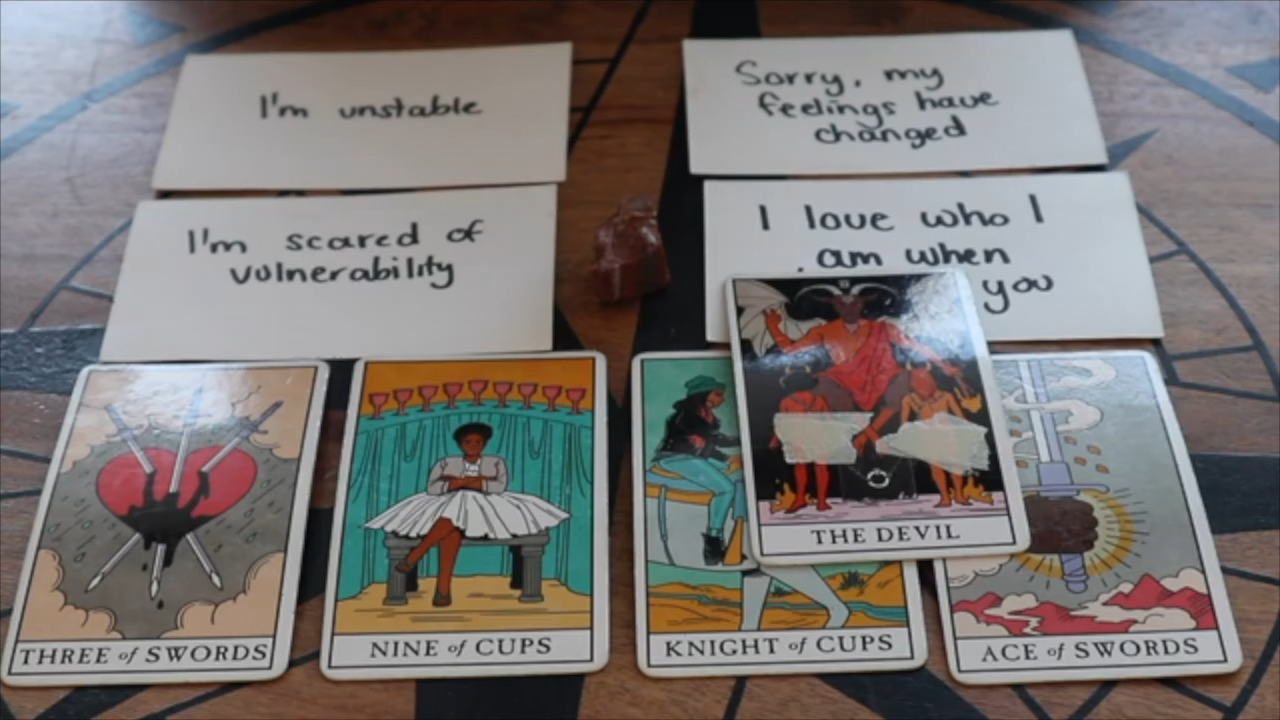 I'm unstable
Sorry, my
feelings have
changed
I'm scared of
vulnerability
I love who I
am when
you
THE DEVIL
THREE of SWORDS
NINE of CUPS
KNIGHT of CUPS
ACE of SWORDS